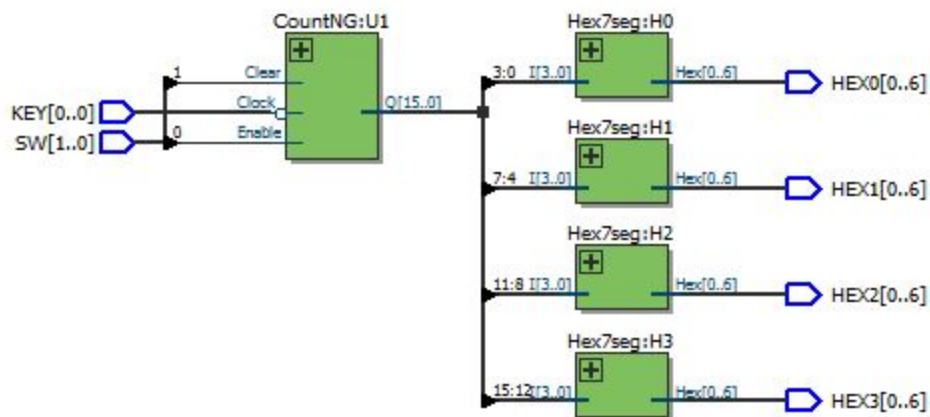 CountNG:U1
1
Clear
KEY[0..0]
Clock
SW[1..0]
0
Enable
Q[15..0]
Hex7seg:H0
3:0
I[3..0]
Hex[0..6]
HEX0[0..6]
Hex7seg:H1
7:4
I[3..0]
Hex[0..6]
HEX1[0..6]
Hex7seg:H2
11:8
I[3..0]
Hex[0..6]
HEX2[0..6]
Hex7seg:H3
15:12
I[3..0]
Hex[0..6]
HEX3[0..6]